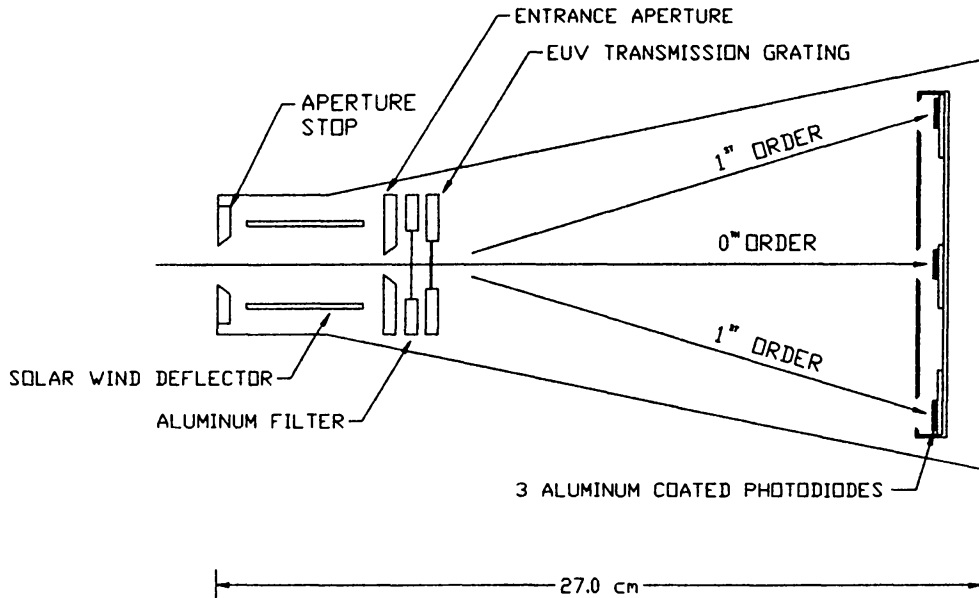 ENTRANCE APERTURE
EUV TRANSMISSION GRATING
APERTURE
STOP
1ST ORDER
0TH ORDER
1ST ORDER
SOLAR WIND DEFLECTOR
ALUMINUM FILTER
3 ALUMINUM COATED PHOTODIODES
27.0 cm